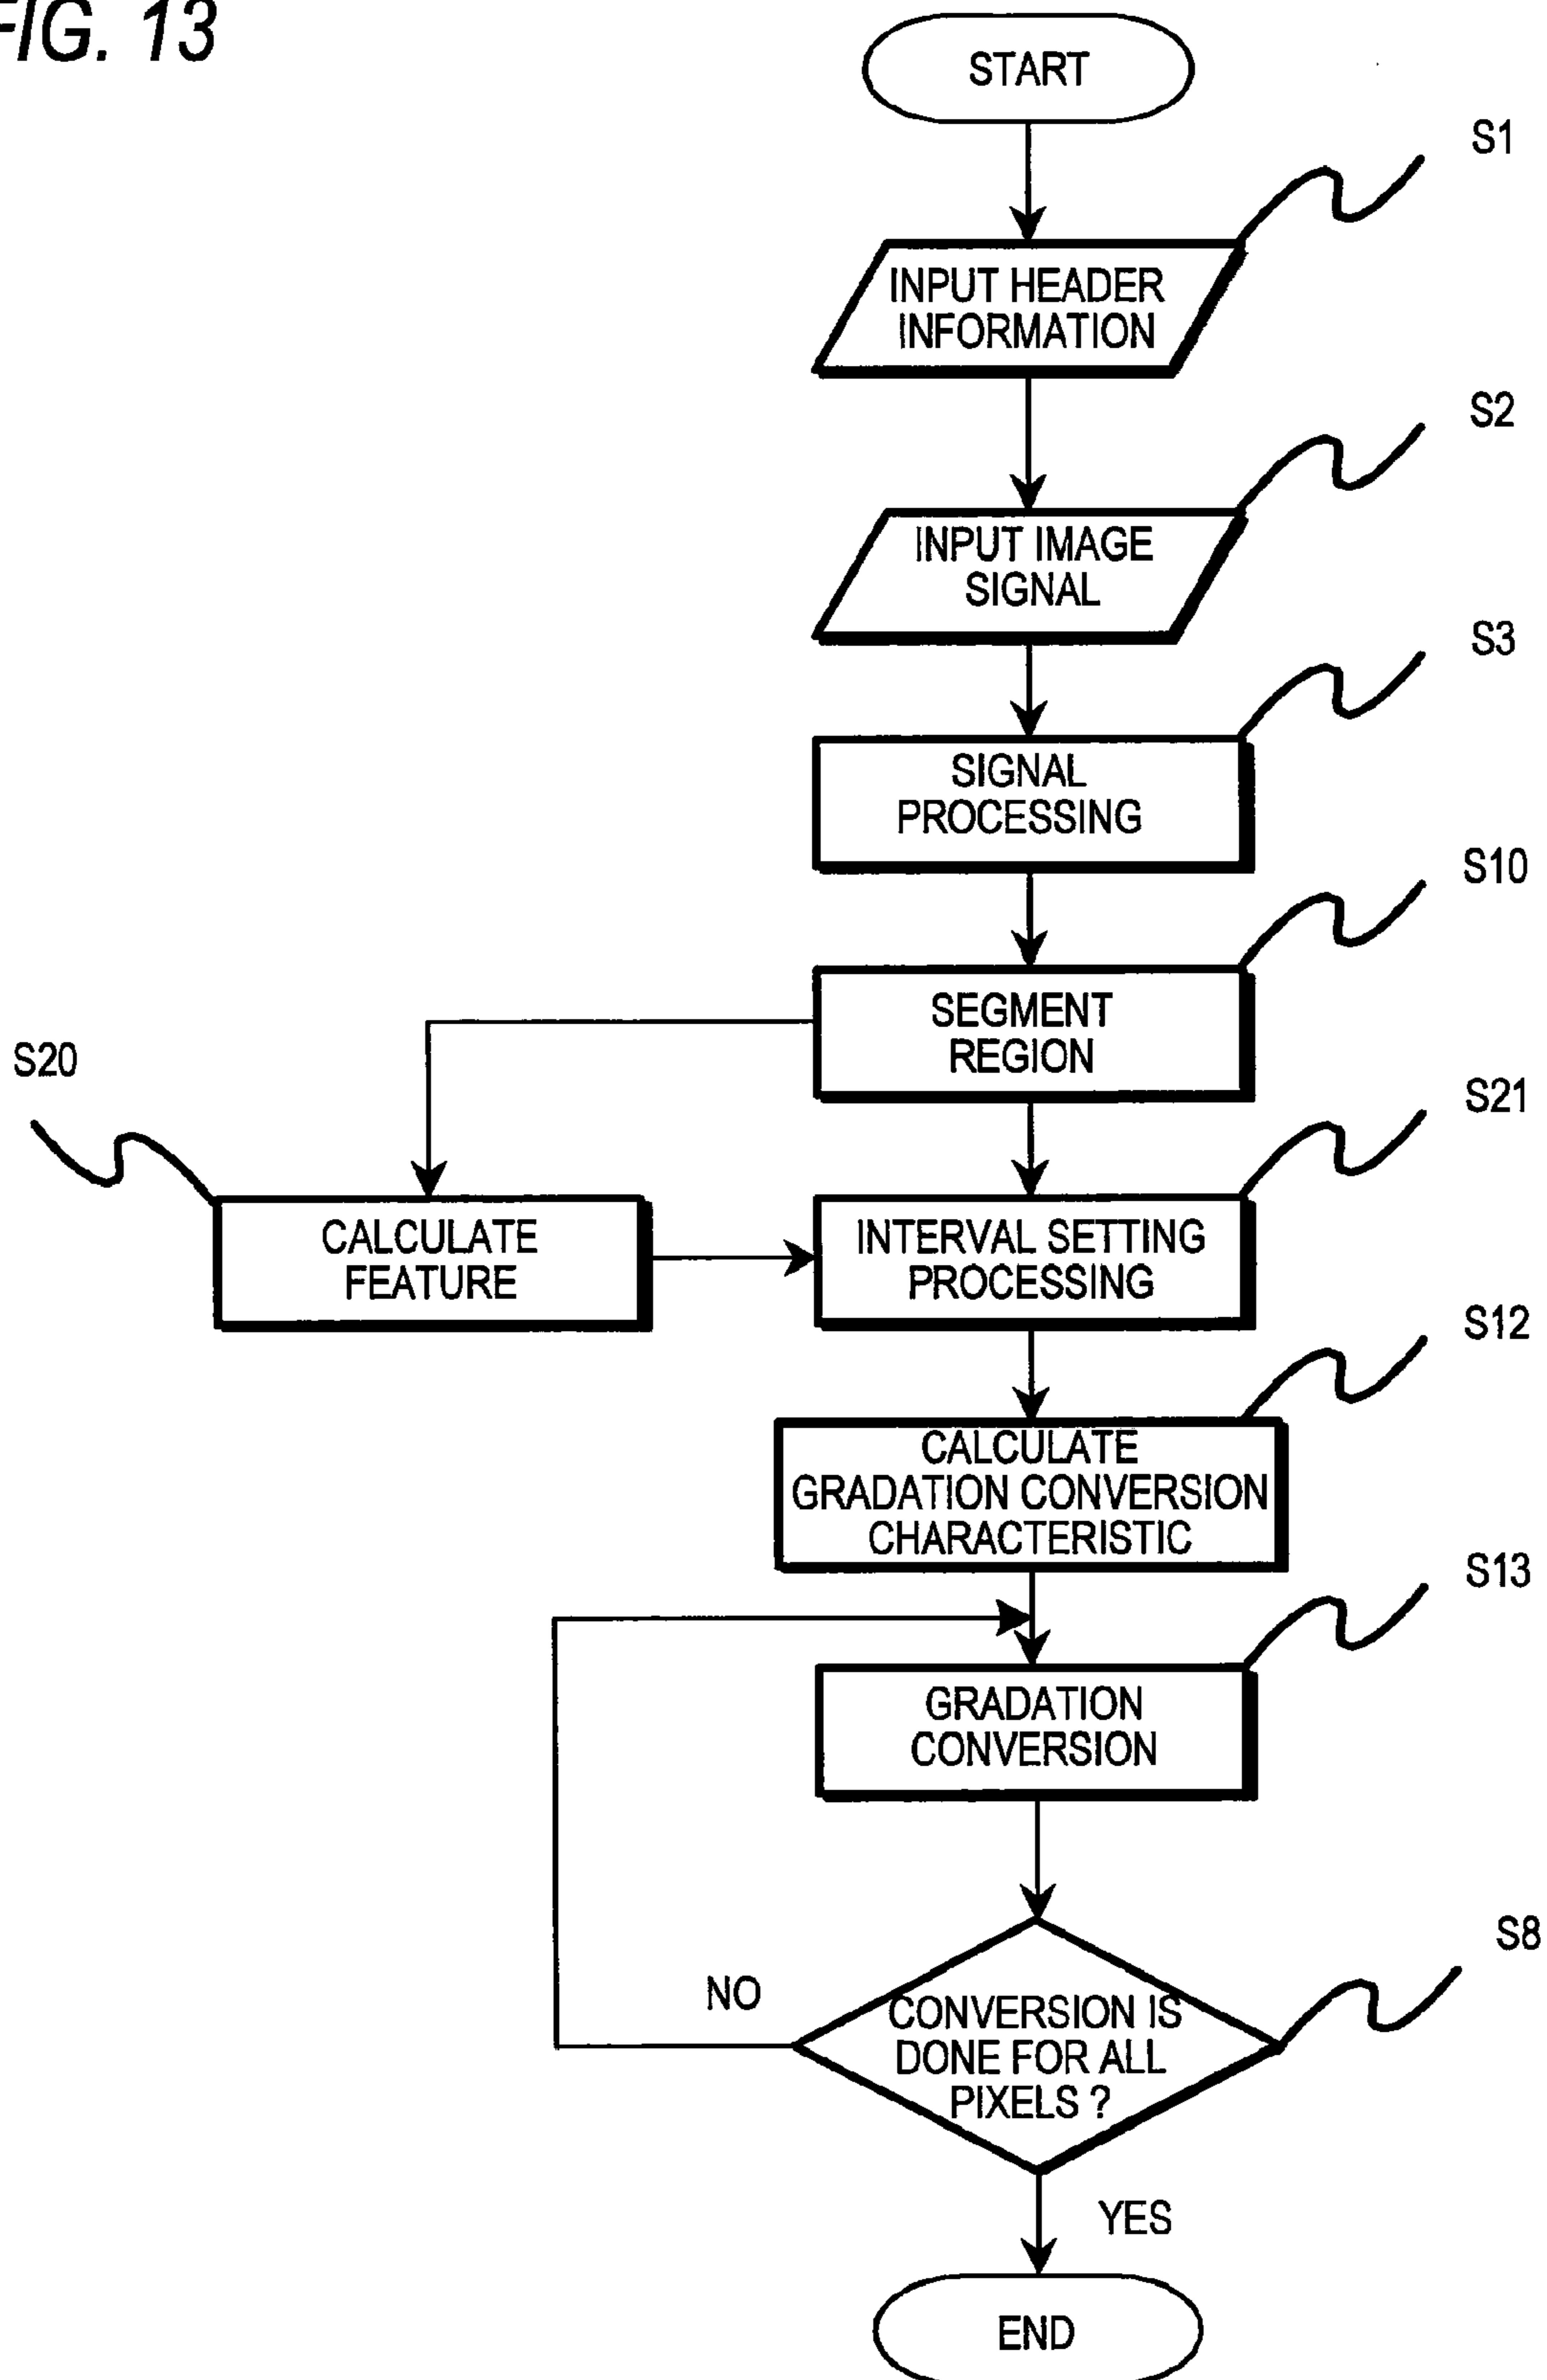 FIG. 13
START
S1
INPUT HEADER
INFORMATION
S2
INPUT IMAGE
SIGNAL
S3
SIGNAL
PROCESSING
S10
SEGMENT
REGION
S20
S21
CALCULATE
FEATURE
INTERVAL SETTING
PROCESSING
S12
CALCULATE
GRADATION CONVERSION
CHARACTERISTIC
S13
GRADATION
CONVERSION
S8
NO
CONVERSION IS
DONE FOR ALL
PIXELS ?
YES
END